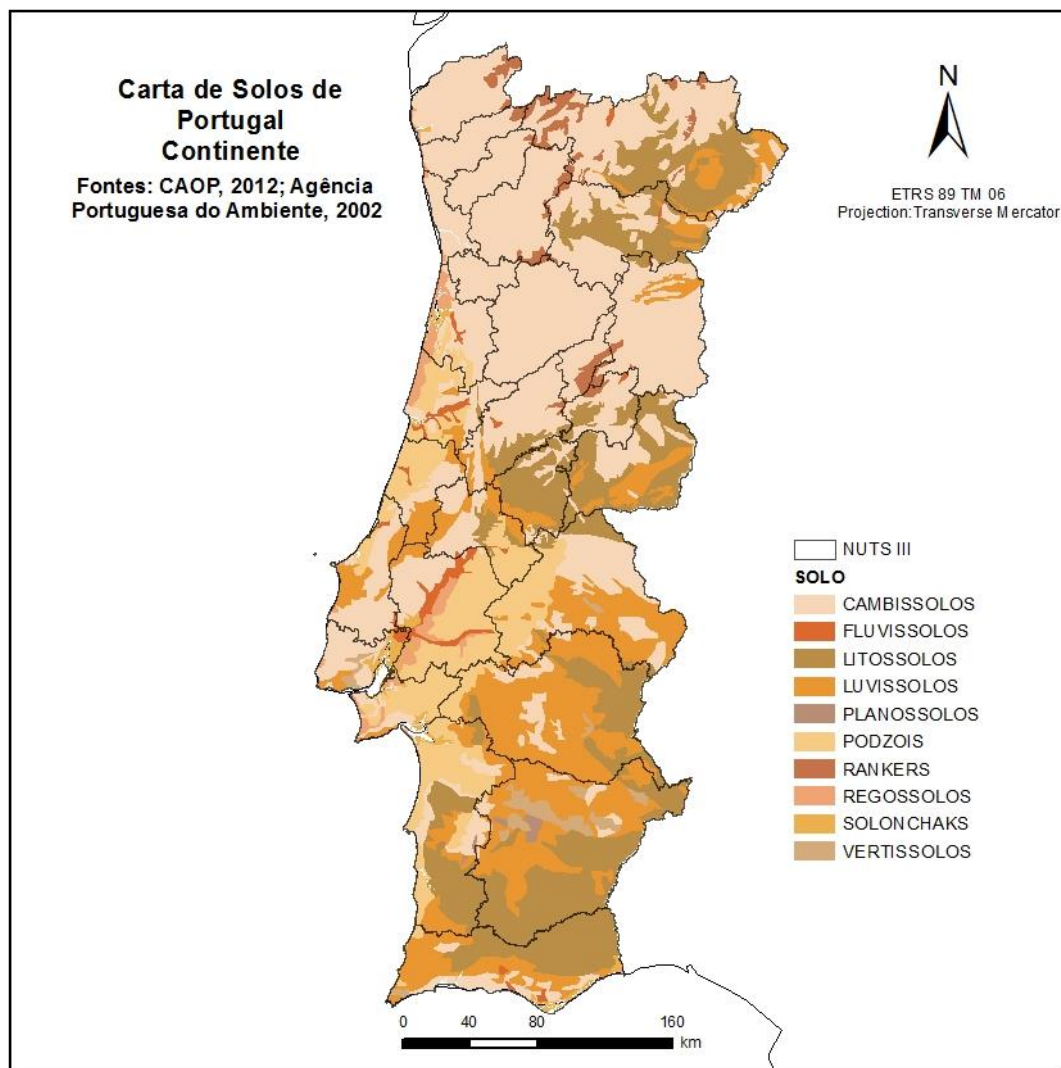 Carta de Solos de
Portugal
Continente
Fontes: CAOP, 2012; Agência
Portuguesa do Ambiente, 2002
N
ETRS 89 TM 06
Projection: Transverse Mercator
NUTS III
SOLO
CAMBISSOLOS
FLUVISSOLOS
LITOSSOLOS
LUVISSOLOS
PLANOSSOLOS
PODZOIS
RANKERS
REGOSSOLOS
SOLONCHAKS
VERTISSOLOS
0 40 80 160
km